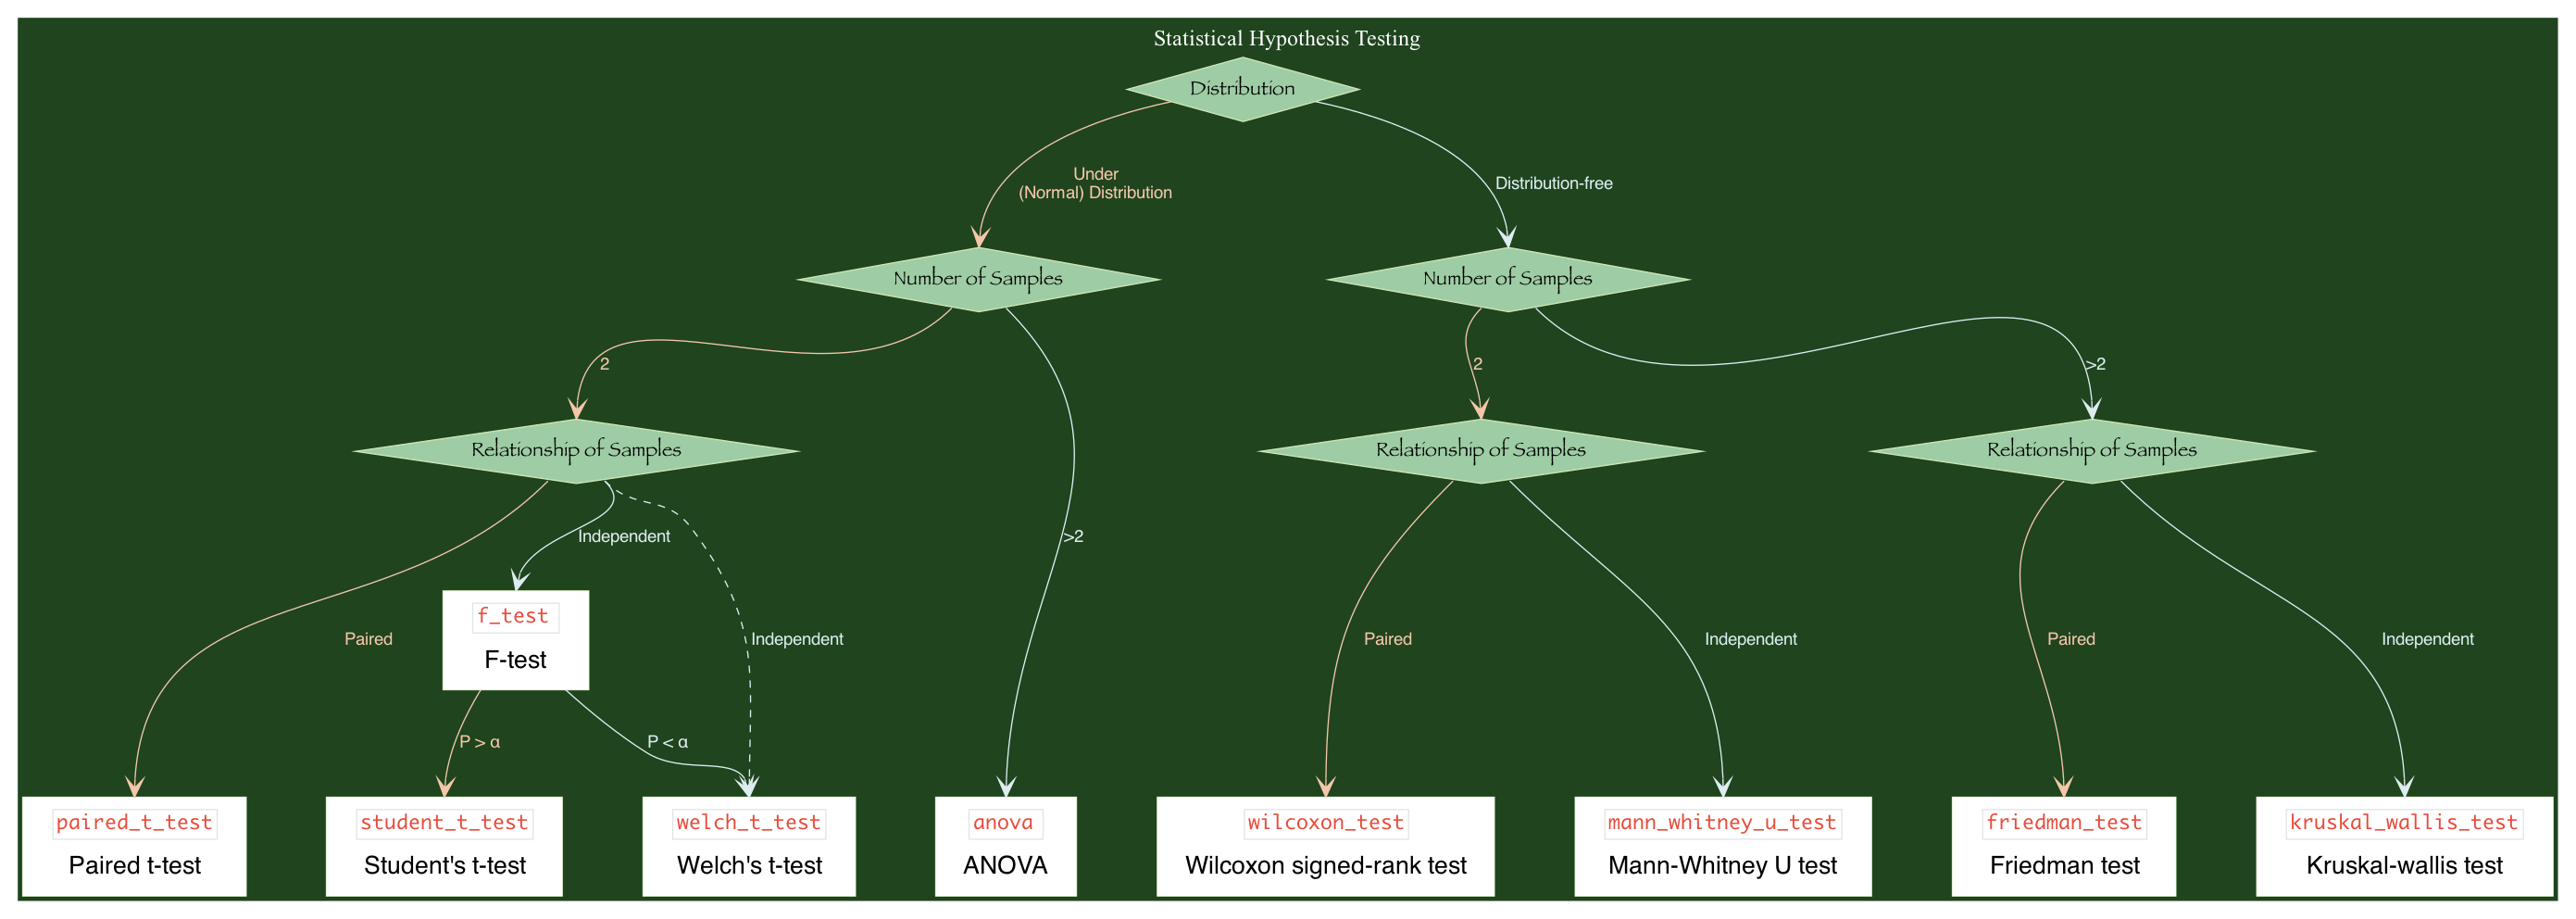 Statistical Hypothesis Testing
Distribution
Under
(Normal) Distribution
Distribution-free
Number of Samples
Number of Samples
2
>2
2
>2
Relationship of Samples
Relationship of Samples
Relationship of Samples
Paired
Independent
Independent
Paired
Independent
Paired
Independent
f_test
F-test
P > α
P < α
paired_t_test
Paired t-test
student_t_test
Student's t-test
welch_t_test
Welch's t-test
anova
ANOVA
wilcoxon_test
Wilcoxon signed-rank test
mann_whitney_u_test
Mann-Whitney U test
friedman_test
Friedman test
kruskal_wallis_test
Kruskal-wallis test